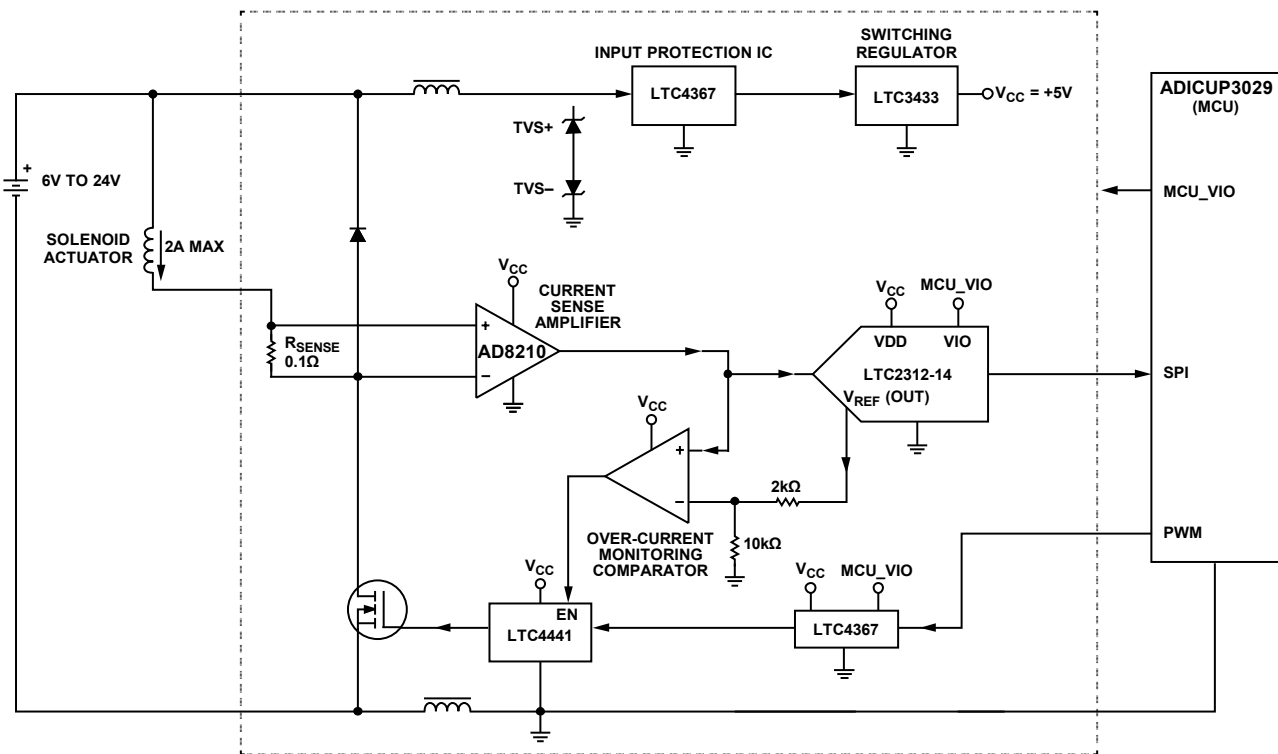 INPUT PROTECTION IC
SWITCHING
REGULATOR
LTC4367
LTC3433
V_CC = +5V
ADICUP3029
(MCU)
TVS+
TVS–
+
6V TO 24V
MCU_VIO
SOLENOID
ACTUATOR
2A MAX
V_CC
CURRENT
SENSE
AMPLIFIER
V_CC
MCU_VIO
R_SENSE
0.1Ω
+
AD8210
–
VDD
VIO
LTC2312-14
V_REF (OUT)
SPI
V_CC
+
–
2kΩ
10kΩ
OVER-CURRENT
MONITORING
COMPARATOR
PWM
V_CC
EN
LTC4441
V_CC
MCU_VIO
LTC4367